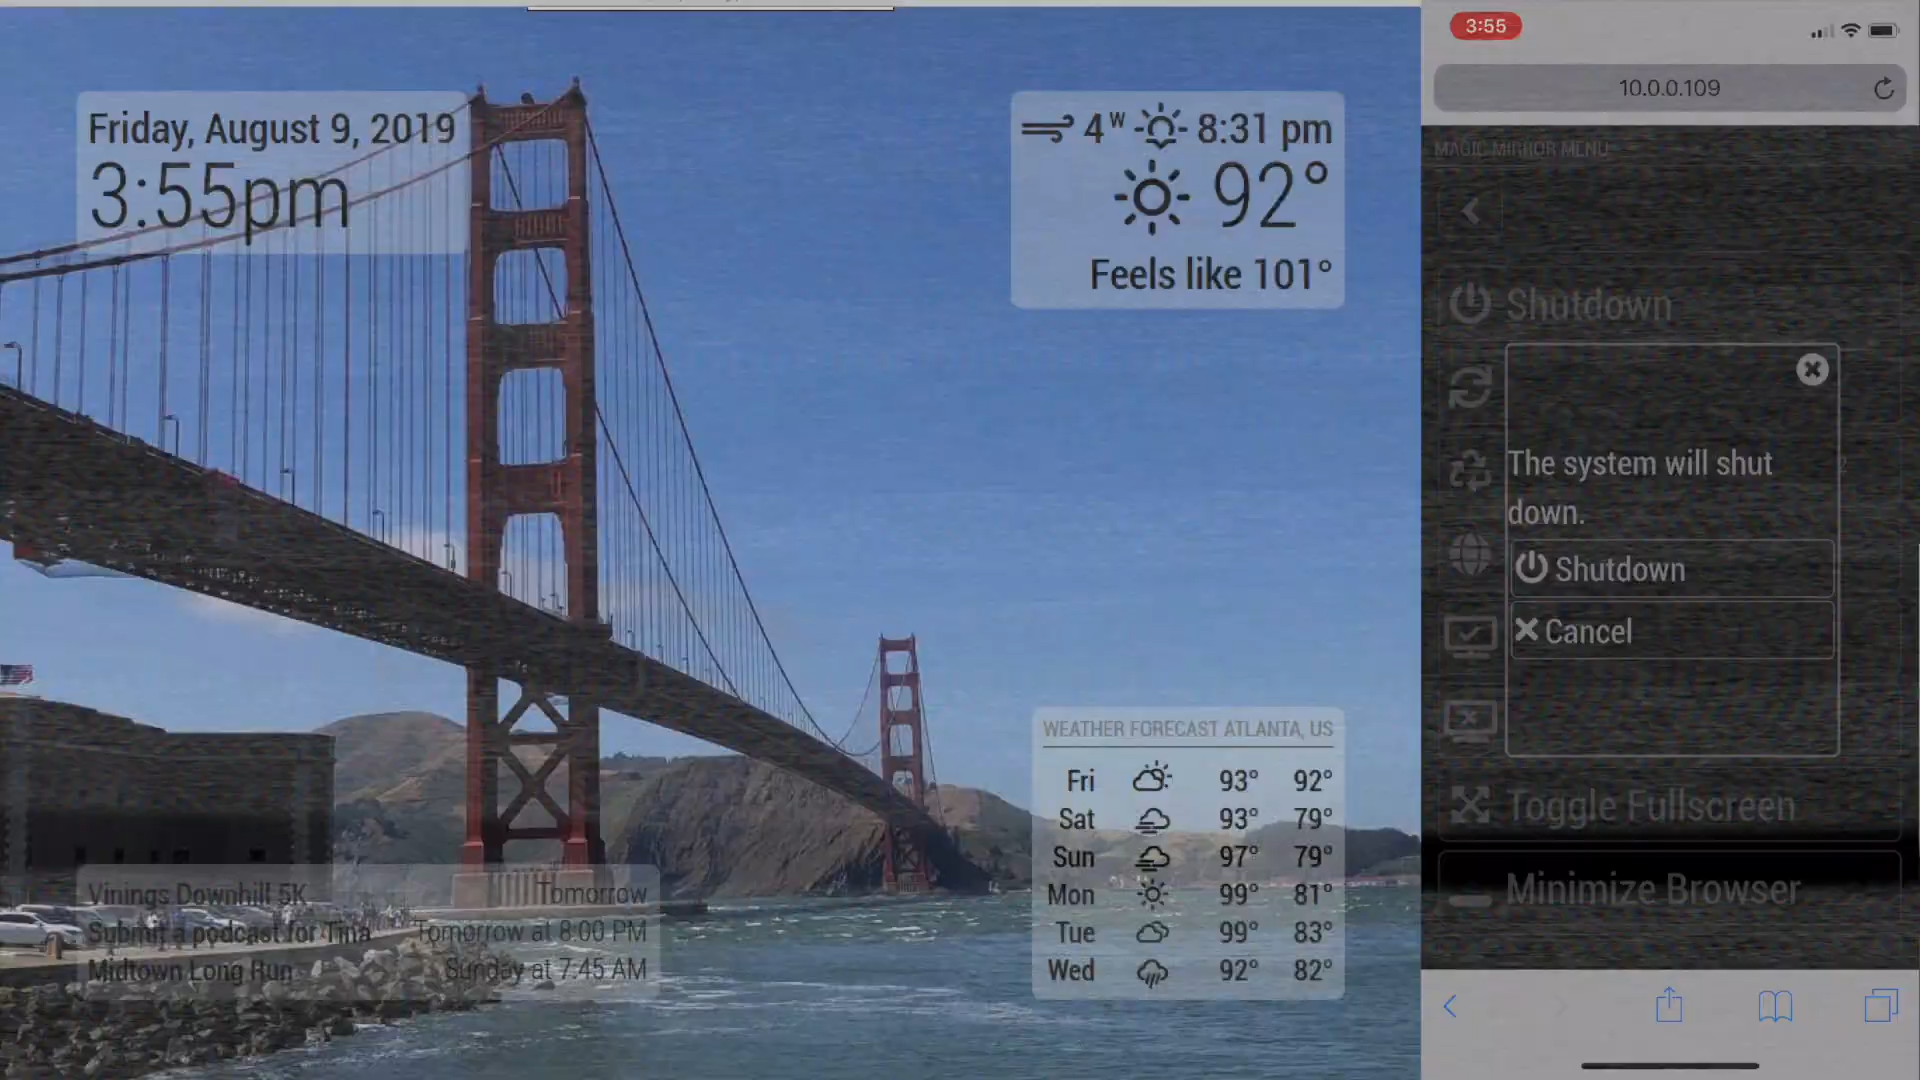 Friday, August 9, 2019
3:55pm
4 W 8:31 pm
92°
Feels like 101°
WEATHER FORECAST ATLANTA, US
Fri 93° 92°
Sat 93° 79°
Sun 97° 79°
Mon 99° 81°
Tue 99° 83°
Wed 92° 82°
Vinings Downhill 5K Tomorrow
Submit a podcast for Tina Tomorrow at 8:00 PM
Midtown Long Run Sunday at 7:45 AM
3:55
10.0.0.109
MAGIC MIRROR MENU
Shutdown
The system will shut
down.
Shutdown
Cancel
Toggle Fullscreen
Minimize Browser